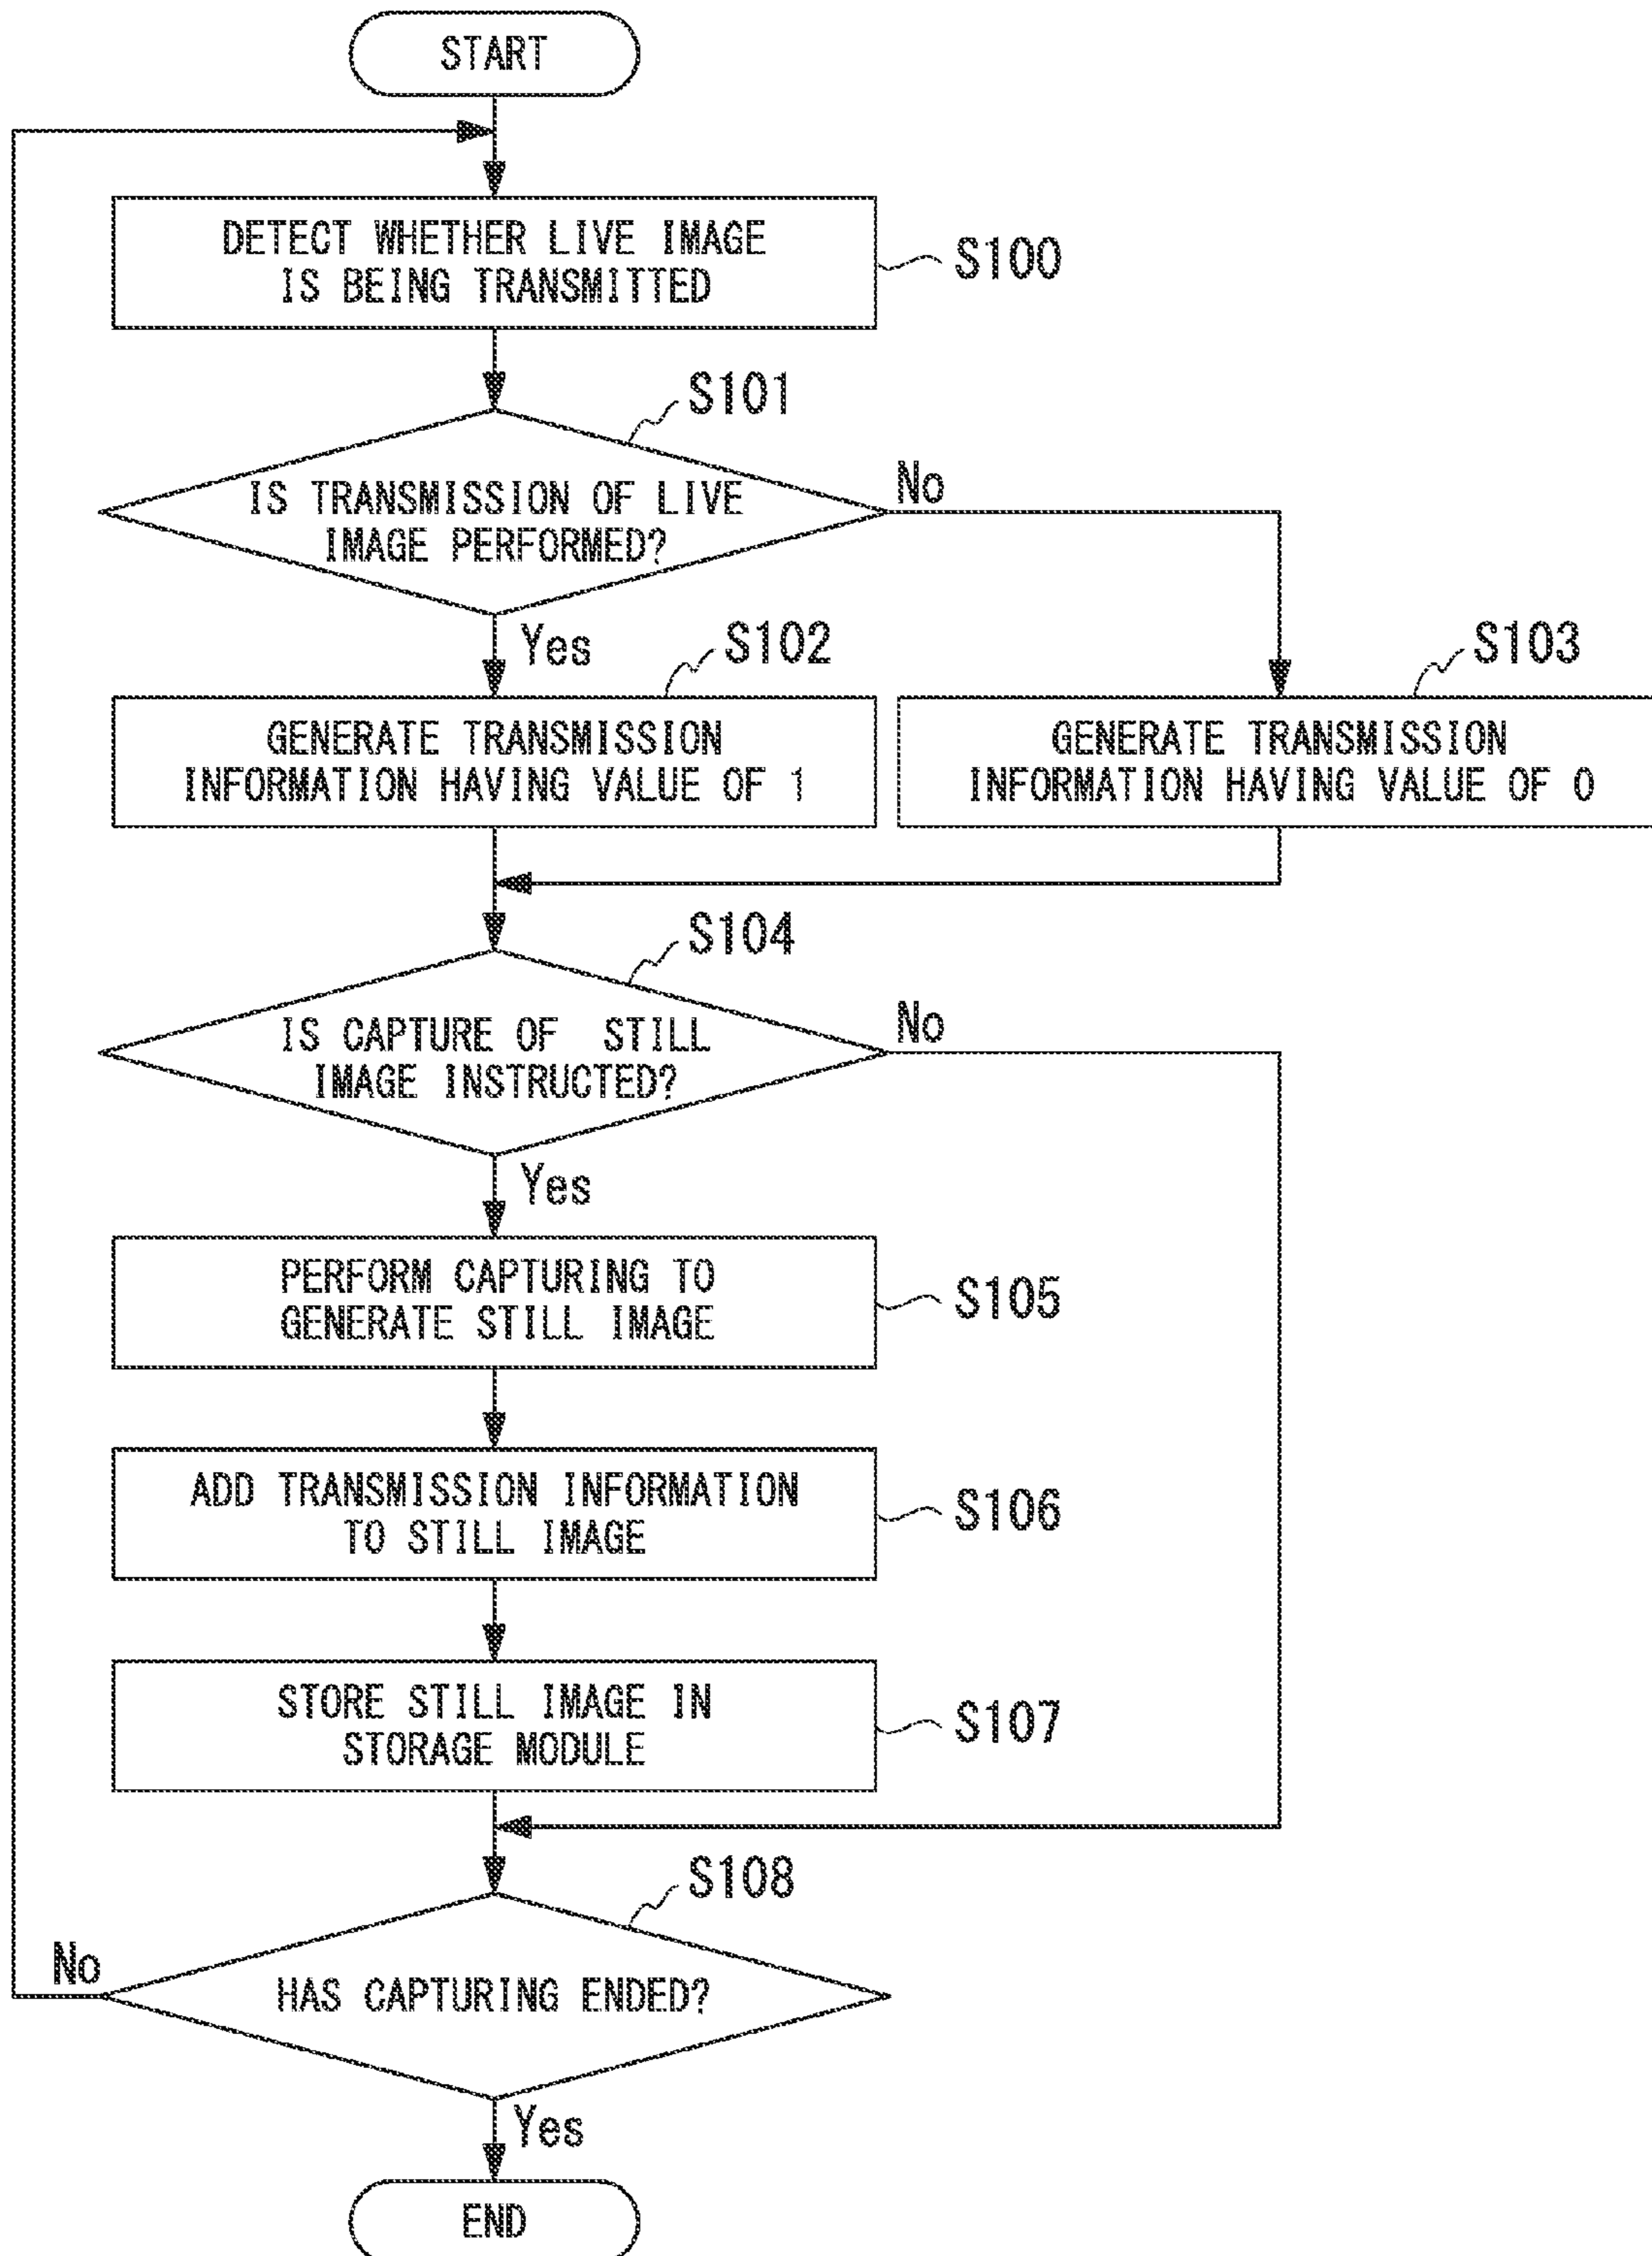 START
DETECT WHETHER LIVE IMAGE
IS BEING TRANSMITTED
S100
S101
IS TRANSMISSION OF LIVE
IMAGE PERFORMED?
No
Yes
S102
S103
GENERATE TRANSMISSION
INFORMATION HAVING VALUE OF 1
GENERATE TRANSMISSION
INFORMATION HAVING VALUE OF 0
S104
IS CAPTURE OF STILL
IMAGE INSTRUCTED?
No
Yes
PERFORM CAPTURING TO
GENERATE STILL IMAGE
S105
ADD TRANSMISSION INFORMATION
TO STILL IMAGE
S106
STORE STILL IMAGE IN
STORAGE MODULE
S107
S108
No
HAS CAPTURING ENDED?
Yes
END